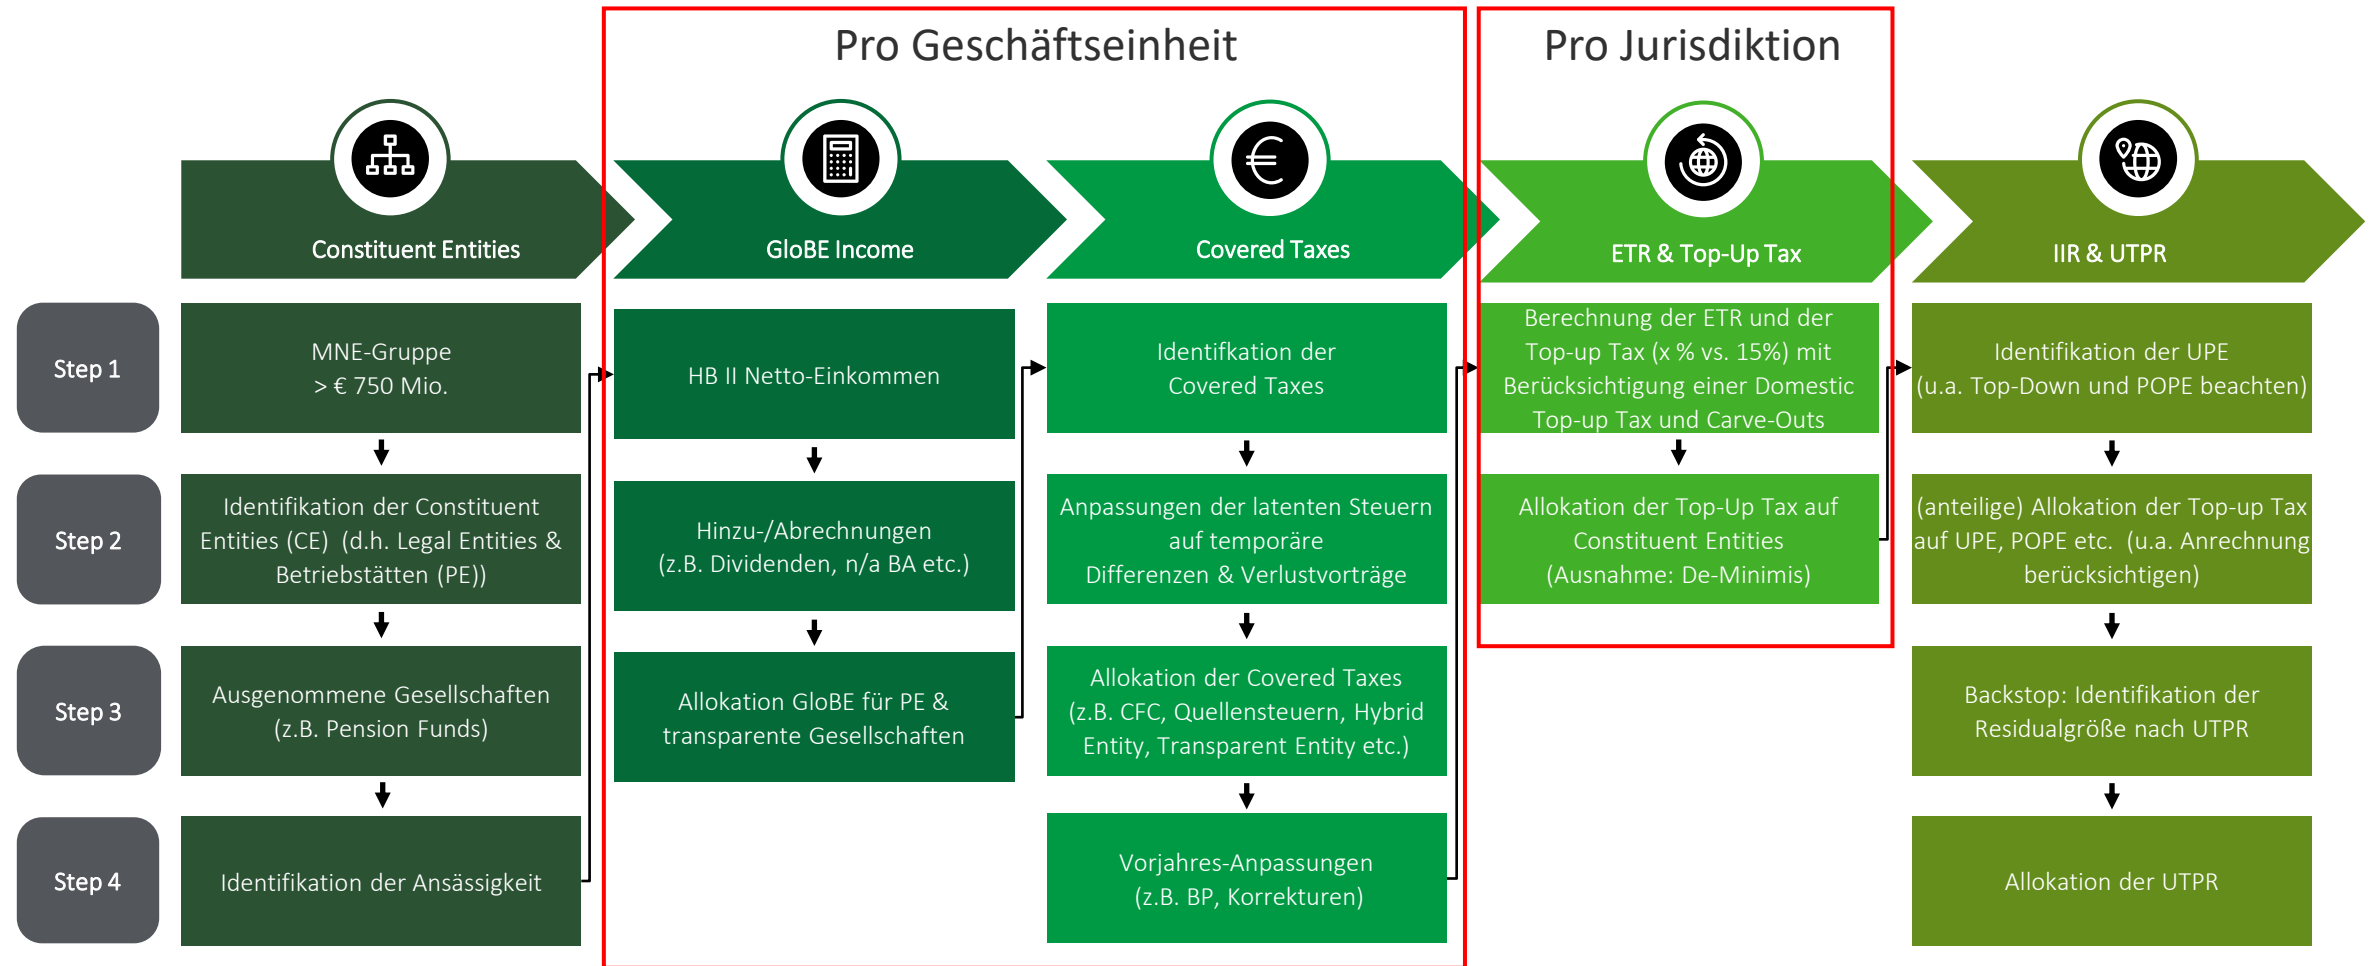 Pro Geschäftseinheit
Pro Jurisdiktion
Constituent Entities
GloBE Income
Covered Taxes
ETR & Top-Up Tax
IIR & UTPR
Step 1
MNE-Gruppe
> € 750 Mio.
HB II Netto-Einkommen
Identifkation der
Covered Taxes
Berechnung der ETR und der
Top-up Tax (x % vs. 15%) mit
Berücksichtigung einer Domestic
Top-up Tax und Carve-Outs
Identifikation der UPE
(u.a. Top-Down und POPE beachten)
Step 2
Identifikation der Constituent
Entities (CE) (d.h. Legal Entities &
Betriebstätten (PE))
Hinzu-/Abrechnungen
(z.B. Dividenden, n/a BA etc.)
Anpassungen der latenten Steuern
auf temporäre
Differenzen & Verlustvorträge
Allokation der Top-Up Tax auf
Constituent Entities
(Ausnahme: De-Minimis)
(anteilige) Allokation der Top-up Tax
auf UPE, POPE etc. (u.a. Anrechnung
berücksichtigen)
Step 3
Ausgenommene Gesellschaften
(z.B. Pension Funds)
Allokation GloBE für PE &
transparente Gesellschaften
Allokation der Covered Taxes
(z.B. CFC, Quellensteuern, Hybrid
Entity, Transparent Entity etc.)
Backstop: Identifikation der
Residualgröße nach UTPR
Step 4
Identifikation der Ansässigkeit
Vorjahres-Anpassungen
(z.B. BP, Korrekturen)
Allokation der UTPR